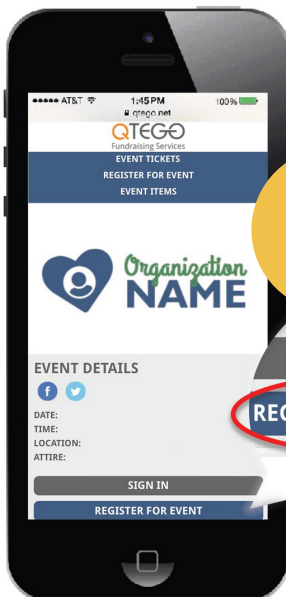 AT&T 1:45 PM 100%
qtego.net
QTEGO
Fundraising Services
EVENT TICKETS
REGISTER FOR EVENT
EVENT ITEMS
Organization
NAME
EVENT DETAILS
f
DATE:
TIME:
LOCATION:
ATTIRE:
SIGN IN
REGISTER FOR EVENT
REG